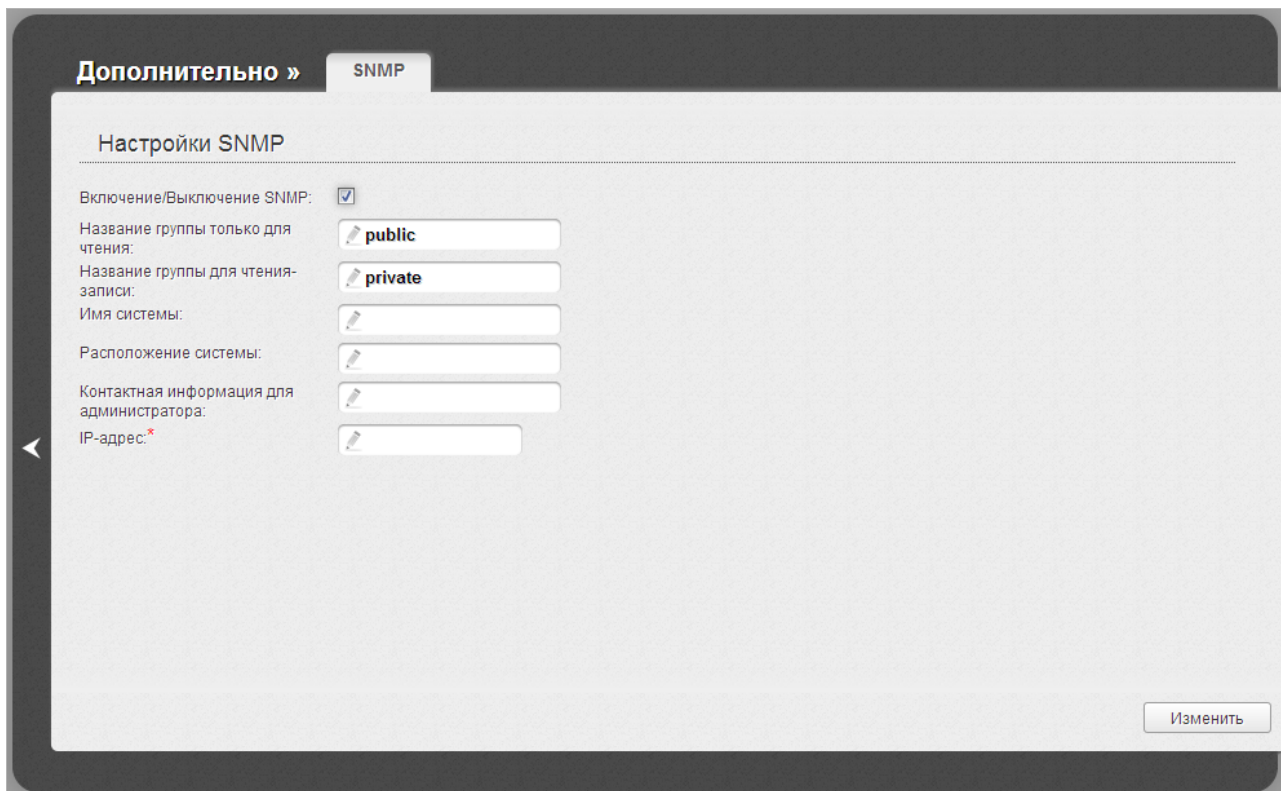 Дополнительно »
SNMP
Настройки SNMP
Включение/Выключение SNMP:
Название группы только для
чтения:
public
Название группы для чтения-
записи:
private
Имя системы:
Расположение системы:
Контактная информация для
администратора:
IP-адрес:*
Изменить